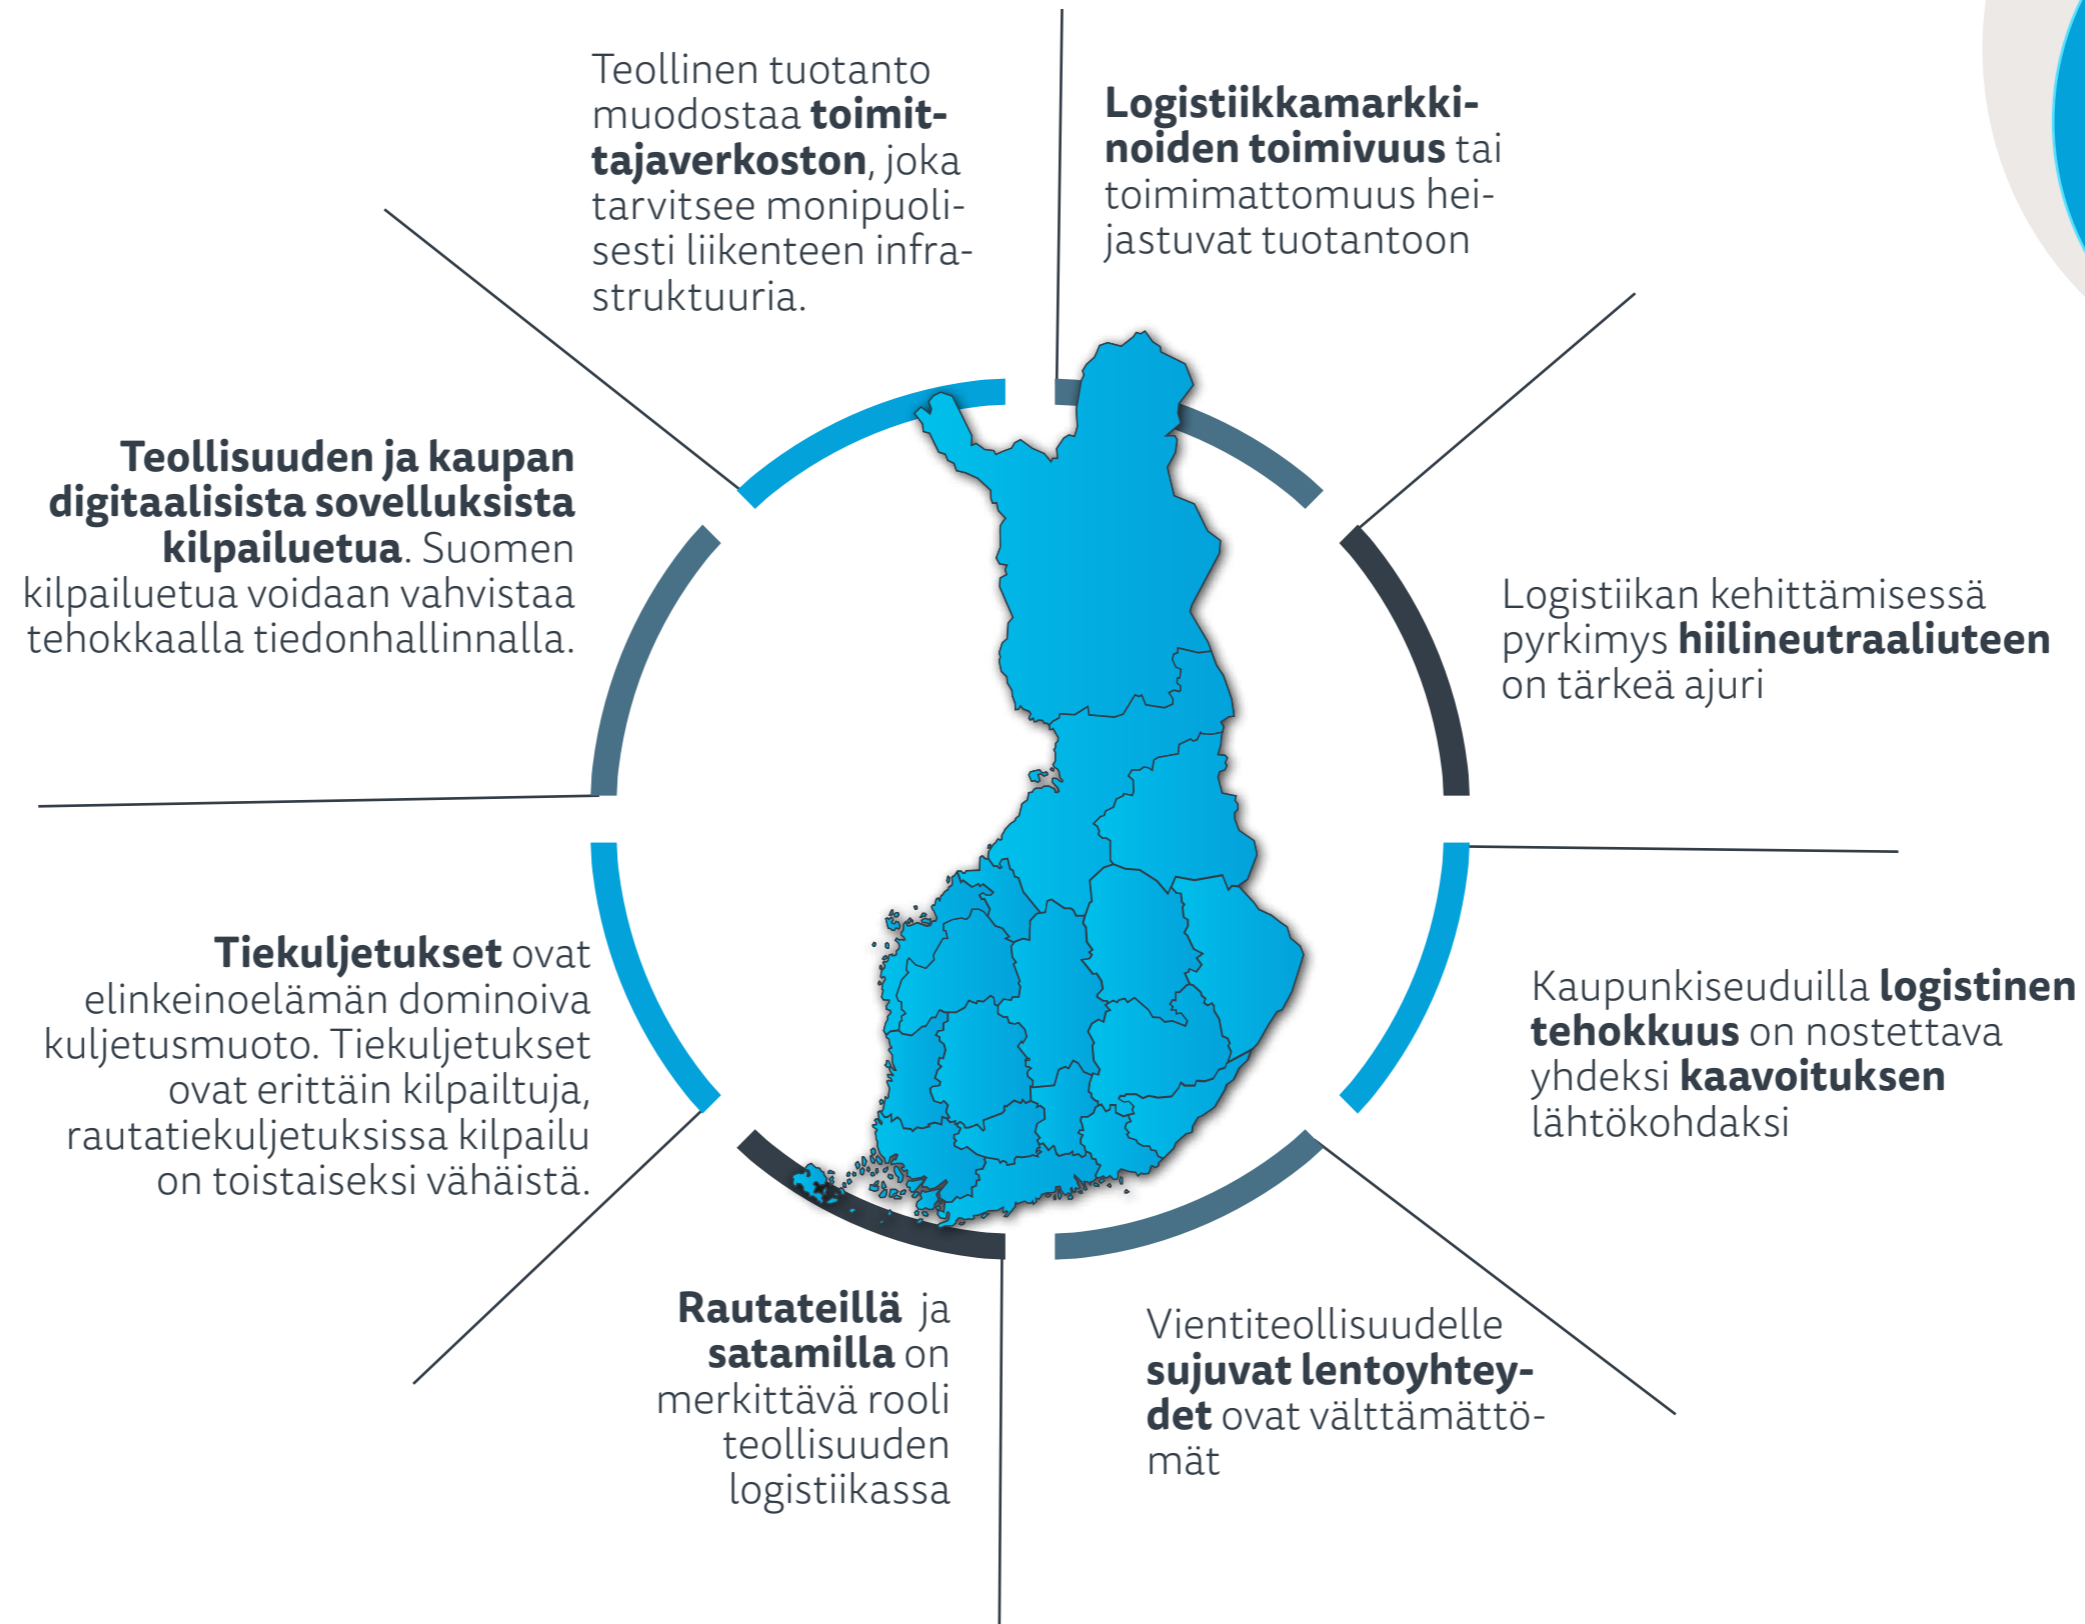 Teollinen tuotanto
muodostaa toimit-
tajaverkoston, joka
tarvitsee monipuoli-
sesti liikenteen infra-
struktuuria.
Logistiikkamarkki-
noiden toimivuus tai
toimimattomuus hei-
jastuvat tuotantoon
Logistiikan kehittämisessä
pyrkimys hiilineutraaliuteen
on tärkeä ajuri
Kaupunkiseuduilla logistinen
tehokkuus on nostettava
yhdeksi kaavoituksen
lähtökohdaksi
Vientiteollisuudelle
sujuvat lentoyhtey-
det ovat välttämättö-
mät
Rautateillä ja
satamilla on
merkittävä rooli
teollisuuden
logistiikassa
Tiekuljetukset ovat
elinkeinoelämän dominoiva
kuljetusmuoto. Tiekuljetukset
ovat erittäin kilpailtuja,
rautatiekuljetuksissa kilpailu
on toistaiseksi vähäistä.
Teollisuuden ja kaupan
digitaalisista sovelluksista
kilpailuetua. Suomen
kilpailuetua voidaan vahvistaa
tehokkaalla tiedonhallinnalla.